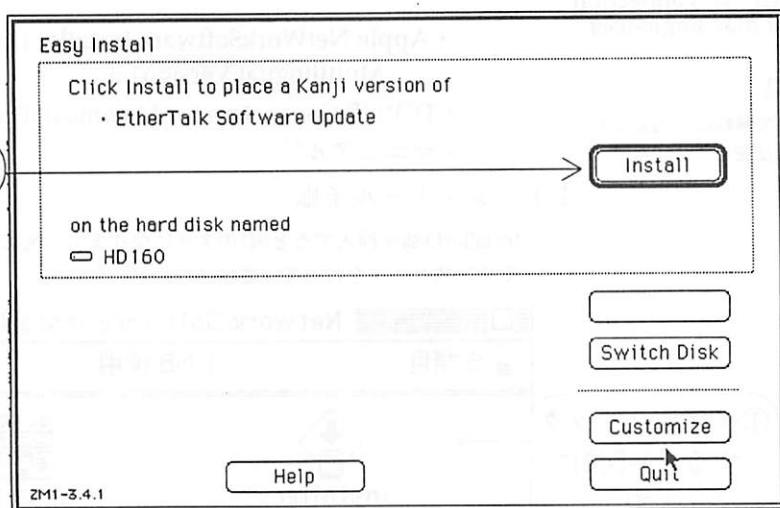 Easy Install
Click Install to place a Kanji version of
• EtherTalk Software Update
Install
on the hard disk named
HD160
Switch Disk
Customize
Help
Quit
ZM1-3.4.1